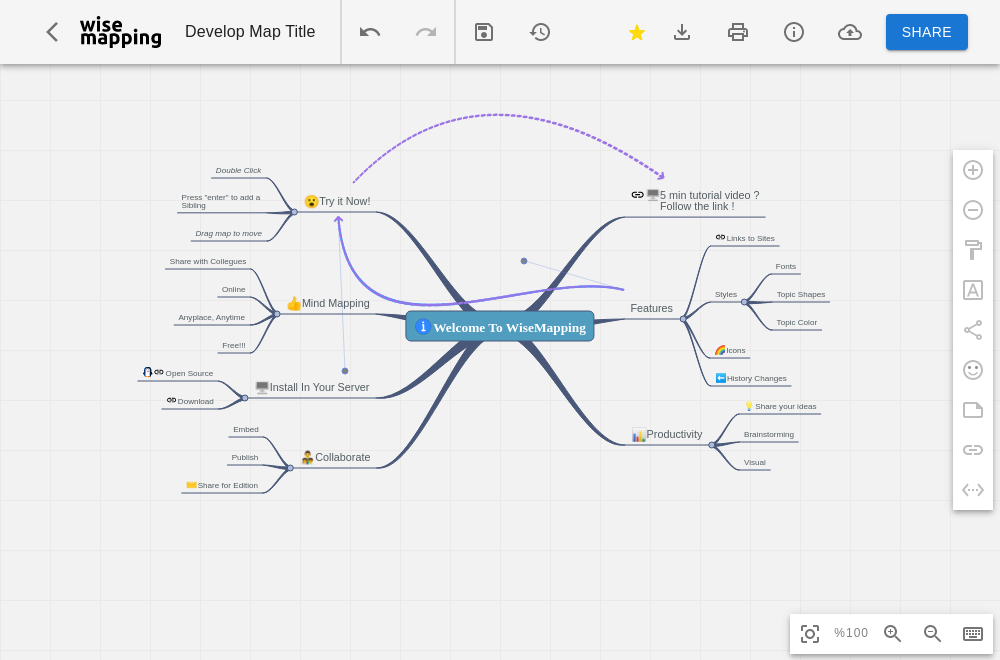 wise
mapping
Develop Map Title
SHARE
Double Click
Press "enter" to add a
Sibling
Drag map to move
Try it Now!
Share with Collegues
Online
Anyplace, Anytime
Free!!!
Mind Mapping
Open Source
Download
Install In Your Server
Embed
Publish
Share for Edition
Collaborate
Welcome To WiseMapping
5 min tutorial video ?
Follow the link !
Features
Links to Sites
Styles
Fonts
Topic Shapes
Topic Color
Icons
History Changes
Productivity
Share your ideas
Brainstorming
Visual
%100